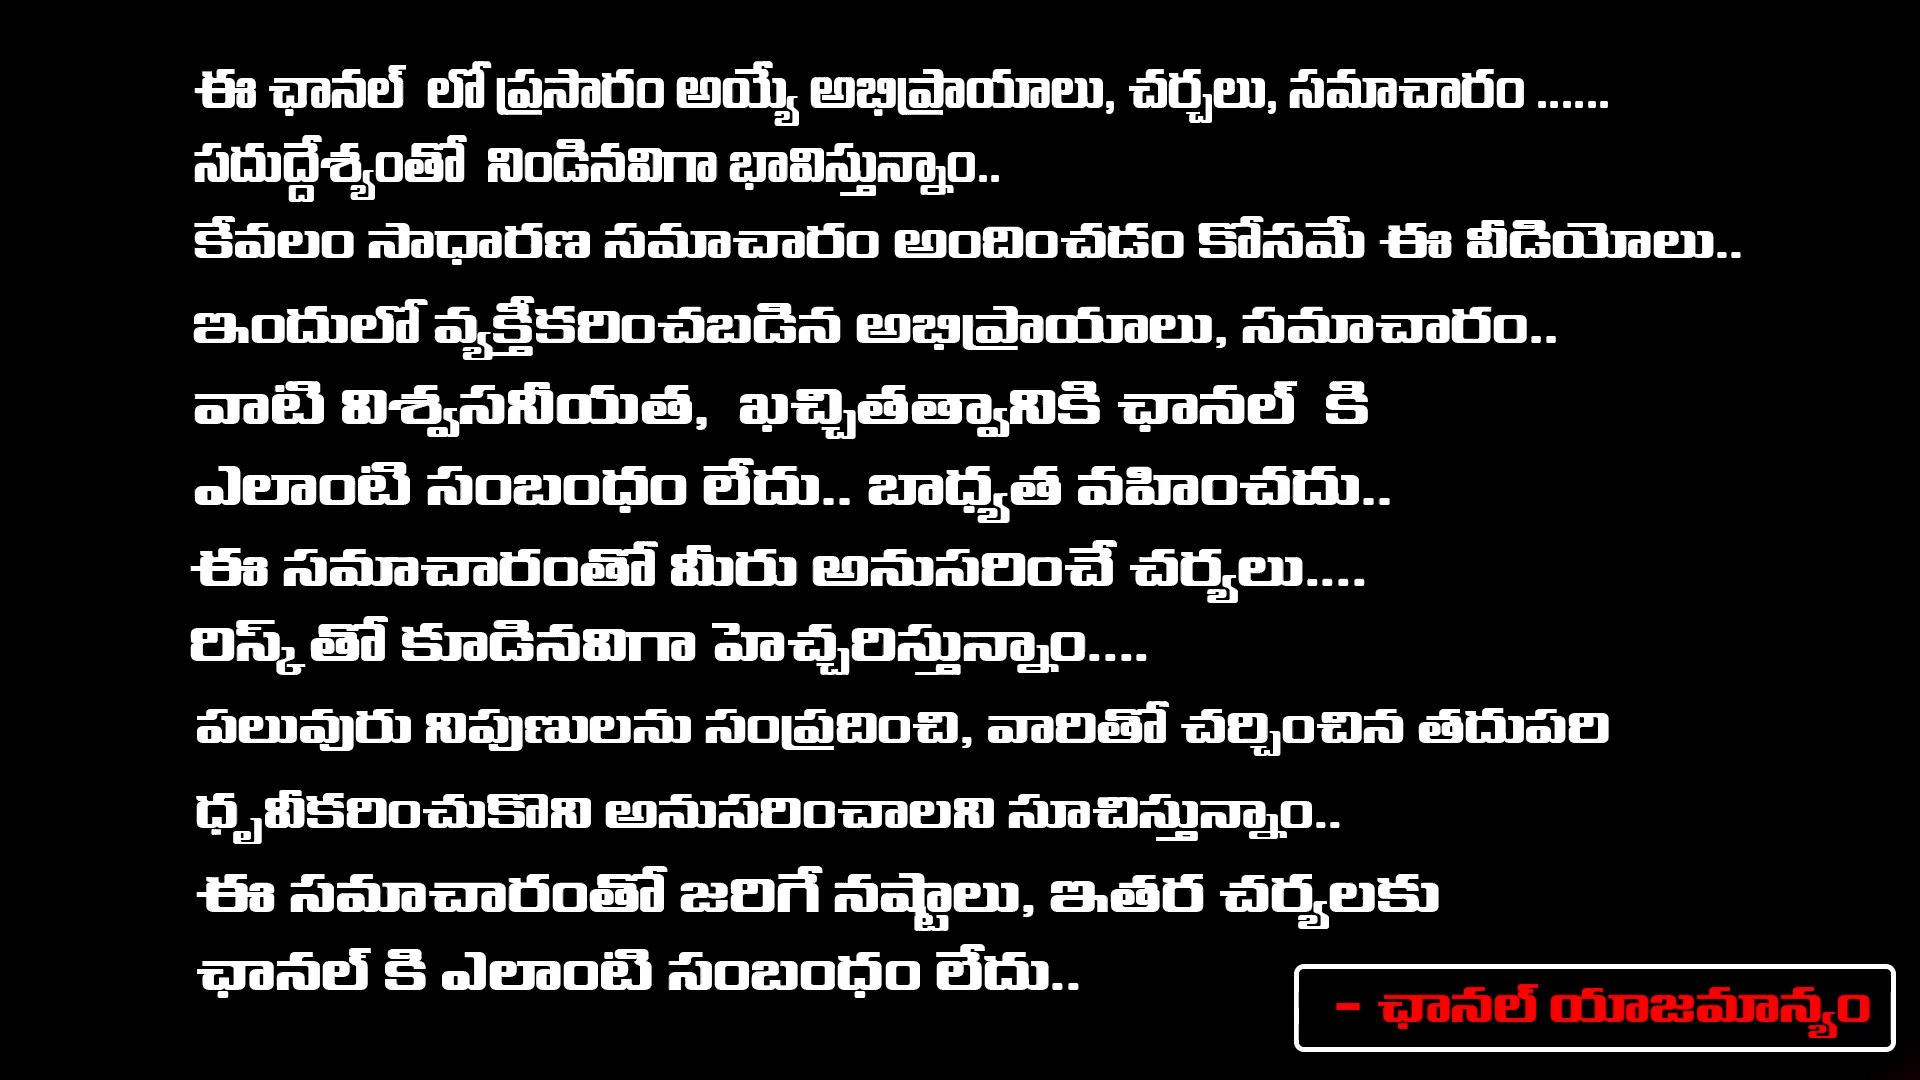 ఈ ఛానల్ లో ప్రసారం అయ్యే అభిప్రాయాలు, చర్చలు, సమాచారం ......
సదుద్దేశ్యంతో నిండినవిగా భావిస్తున్నాం..
కేవలం సాధారణ సమాచారం అందించడం కోసమే ఈ వీడియోలు..
ఇందులో వ్యక్తీకరించబడిన అభిప్రాయాలు, సమాచారం..
వాటి విశ్వసనీయత, ఖచ్చితత్వానికి ఛానల్ కి
ఎలాంటి సంబంధం లేదు.. బాధ్యత వహించదు..
ఈ సమాచారంతో మీరు అనుసరించే చర్యలు....
రిస్క్ తో కూడినవిగా హెచ్చరిస్తున్నాం....
పలువురు నిపుణులను సంప్రదించి, వారితో చర్చించిన తదుపరి
ధృవీకరించుకొని అనుసరించాలని సూచిస్తున్నాం..
ఈ సమాచారంతో జరిగే నష్టాలు, ఇతర చర్యలకు
ఛానల్ కి ఎలాంటి సంబంధం లేదు..
- ఛానల్ యాజమాన్యం